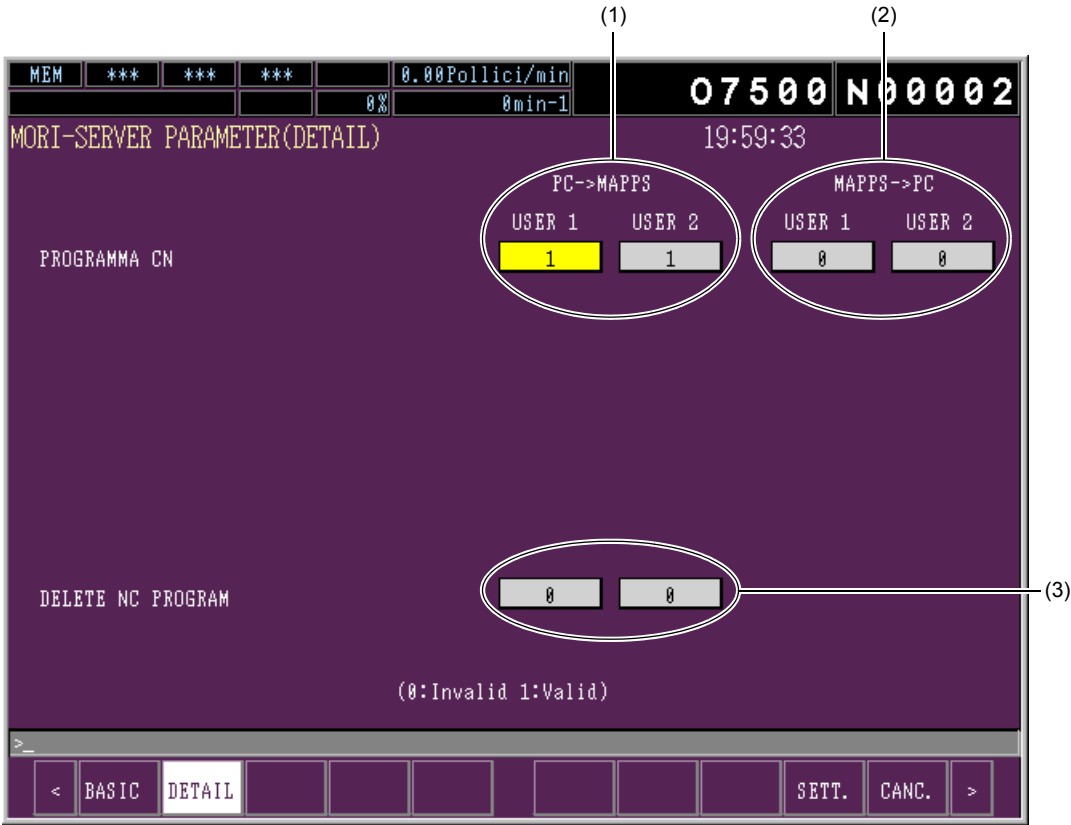 (1) (2)
MEM *** *** *** 0.00Pollici/min
0% 0min-1
O7500 N00002
MORI-SERVER PARAMETER(DETAIL) 19:59:33
PC->MAPPS MAPPS->PC
USER 1 USER 2 USER 1 USER 2
PROGRAMMA CN 1 1 0 0
DELETE NC PROGRAM 0 0 (3)
(0:Invalid 1:Valid)
>_
< BASIC DETAIL SETT. CANC. >